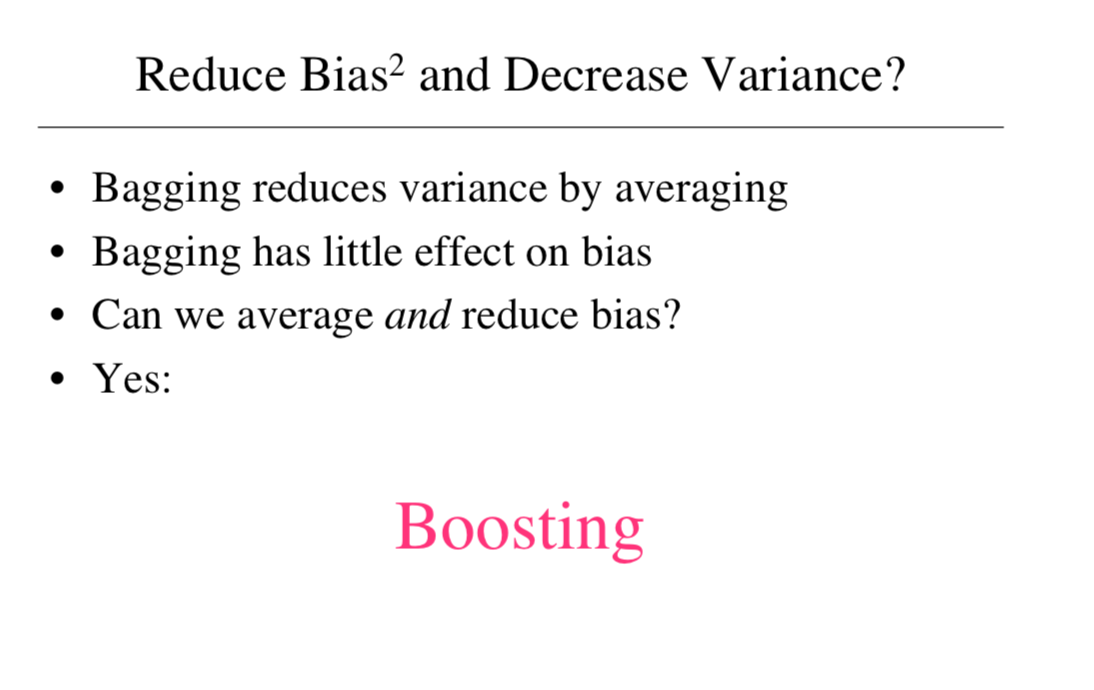 Reduce Bias² and Decrease Variance?
• Bagging reduces variance by averaging
• Bagging has little effect on bias
• Can we average and reduce bias?
• Yes:
Boosting